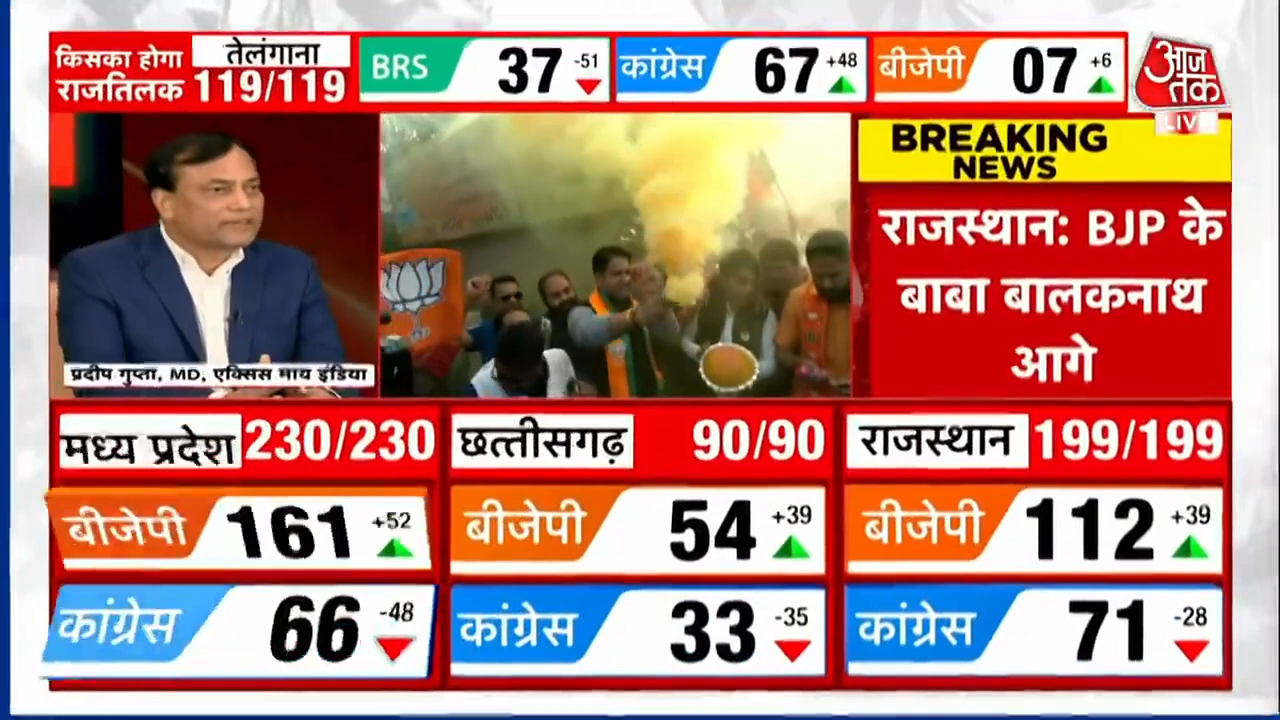 किसका होगा
राजतिलक
तेलंगाना
119/119
BRS 37 -51
कांग्रेस 67 +48
बीजेपी 07 +6
आज
तक
LIVE
प्रदीप गुप्ता, MD, एक्सिस माय इंडिया
BREAKING
NEWS
राजस्थान: BJP के
बाबा बालकनाथ
आगे
मध्य प्रदेश 230/230
बीजेपी 161 +52
कांग्रेस 66 -48
छत्तीसगढ़ 90/90
बीजेपी 54 +39
कांग्रेस 33 -35
राजस्थान 199/199
बीजेपी 112 +39
कांग्रेस 71 -28